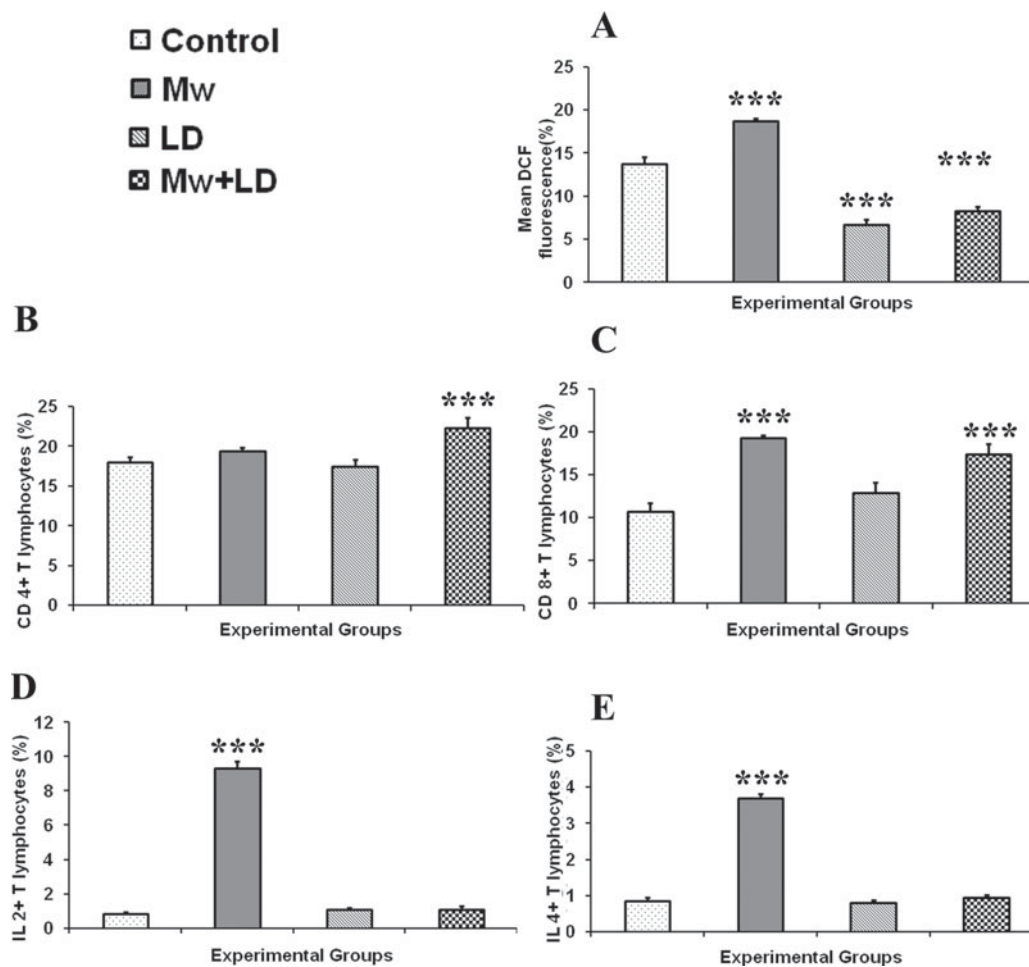 Control
Mw
LD
Mw+LD
A
Mean DCF
fluorescence(%)
25
20
15
10
5
0
***
***
***
Experimental Groups
B
CD 4+ T lymphocytes (%)
25
20
15
10
5
0
***
Experimental Groups
C
CD 8+ T lymphocytes (%)
25
20
15
10
5
0
***
***
Experimental Groups
D
IL 2+ T lymphocytes (%)
12
10
8
6
4
2
0
***
Experimental Groups
E
IL 4+ T lymphocytes (%)
5
4
3
2
1
0
***
Experimental Groups